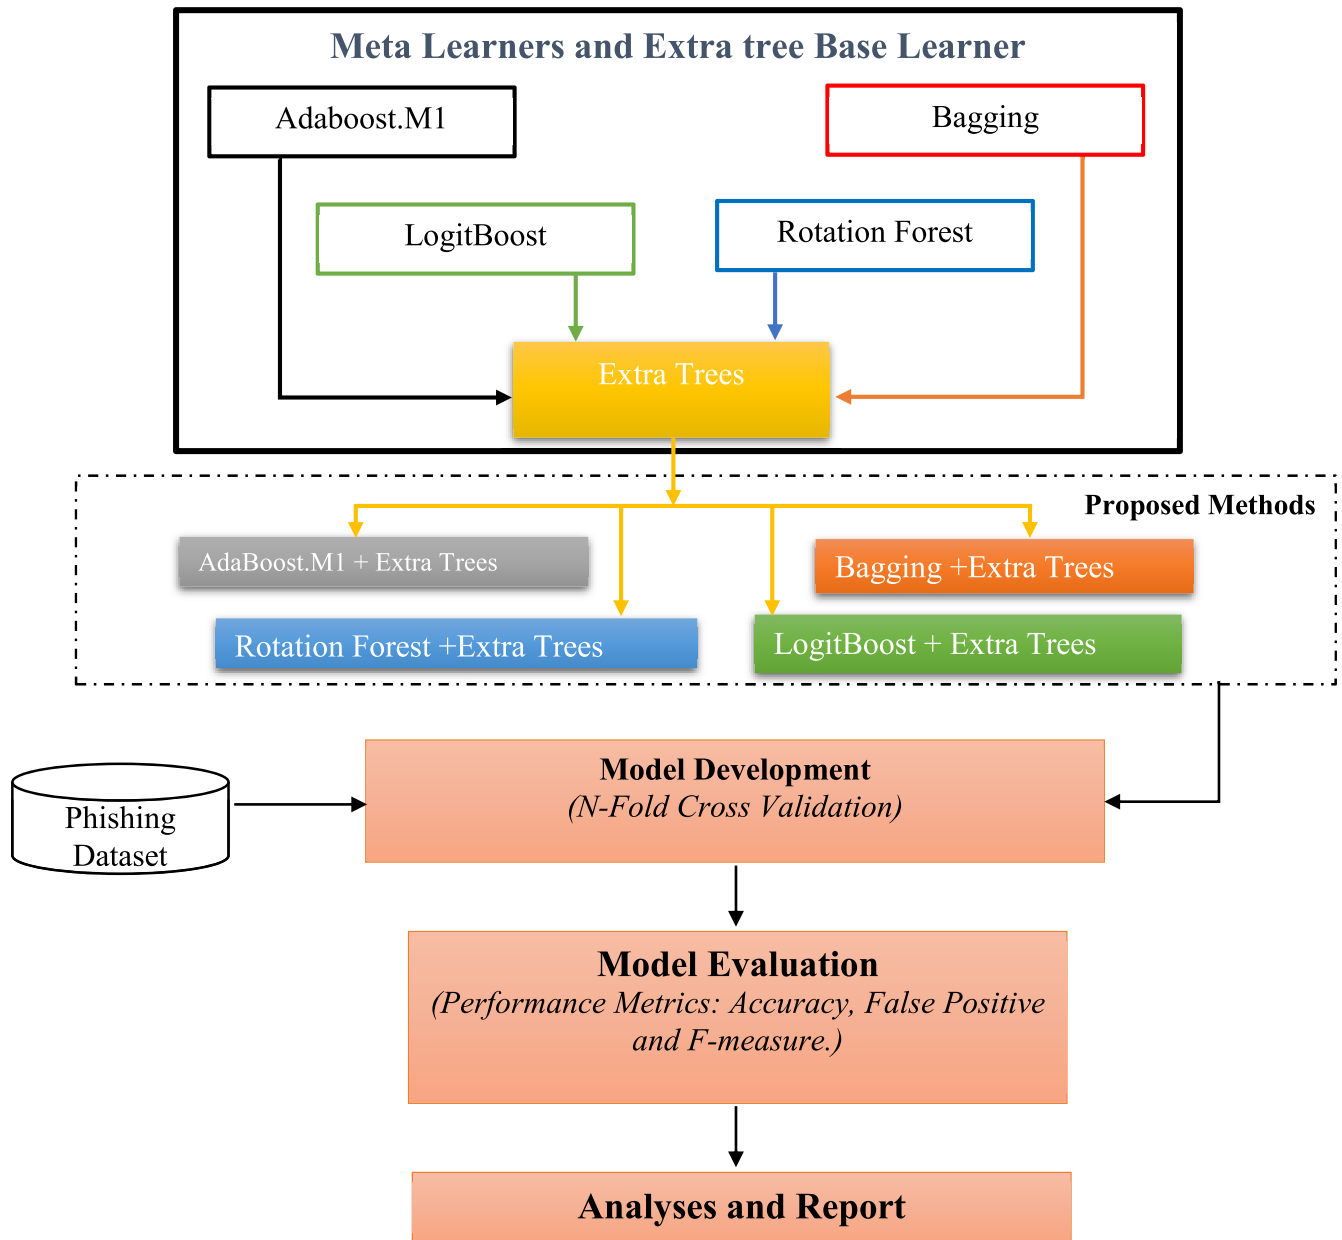 Meta Learners and Extra tree Base Learner
Adaboost.M1
Bagging
LogitBoost
Rotation Forest
Extra Trees
Proposed Methods
AdaBoost.M1 + Extra Trees
Bagging +Extra Trees
Rotation Forest +Extra Trees
LogitBoost + Extra Trees
Model Development
(N-Fold Cross Validation)
Phishing
Dataset
Model Evaluation
(Performance Metrics: Accuracy, False Positive
and F-measure.)
Analyses and Report